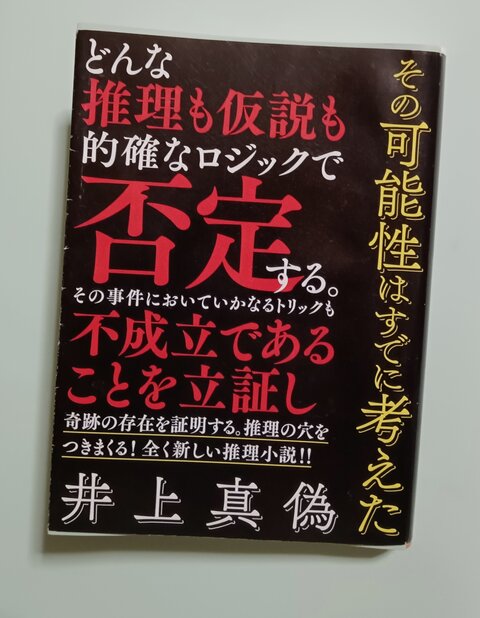 その可能性はすでに考えた
どんな
推理も仮説も
的確なロジックで
否定する。
その事件においていかなるトリックも
不成立である
ことを立証し
奇跡の存在を証明する。推理の穴を
つきまくる!全く新しい推理小説!!
井上真偽